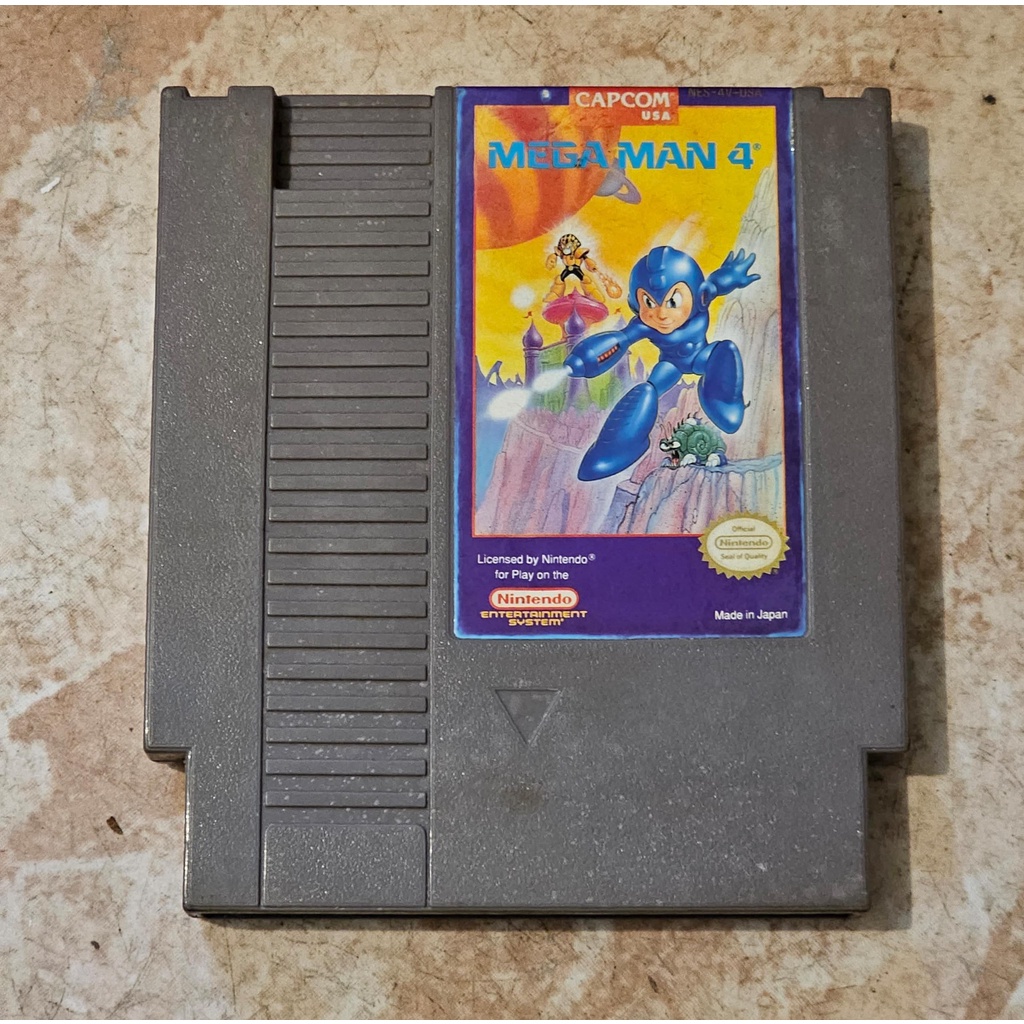 NES-4V-USA
CAPCOM®
USA
MEGA MAN 4®
Official
Nintendo
Seal of Quality
Licensed by Nintendo®
for Play on the
Nintendo
ENTERTAINMENT
SYSTEM®
Made in Japan